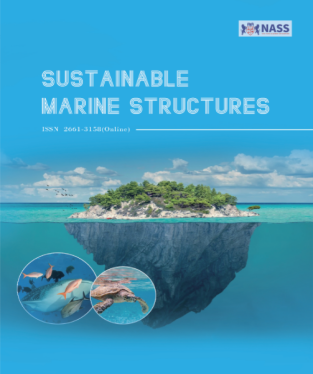 NASS
SUSTAINABLE
MARINE STRUCTURES
ISSN 2661-3158(Online)